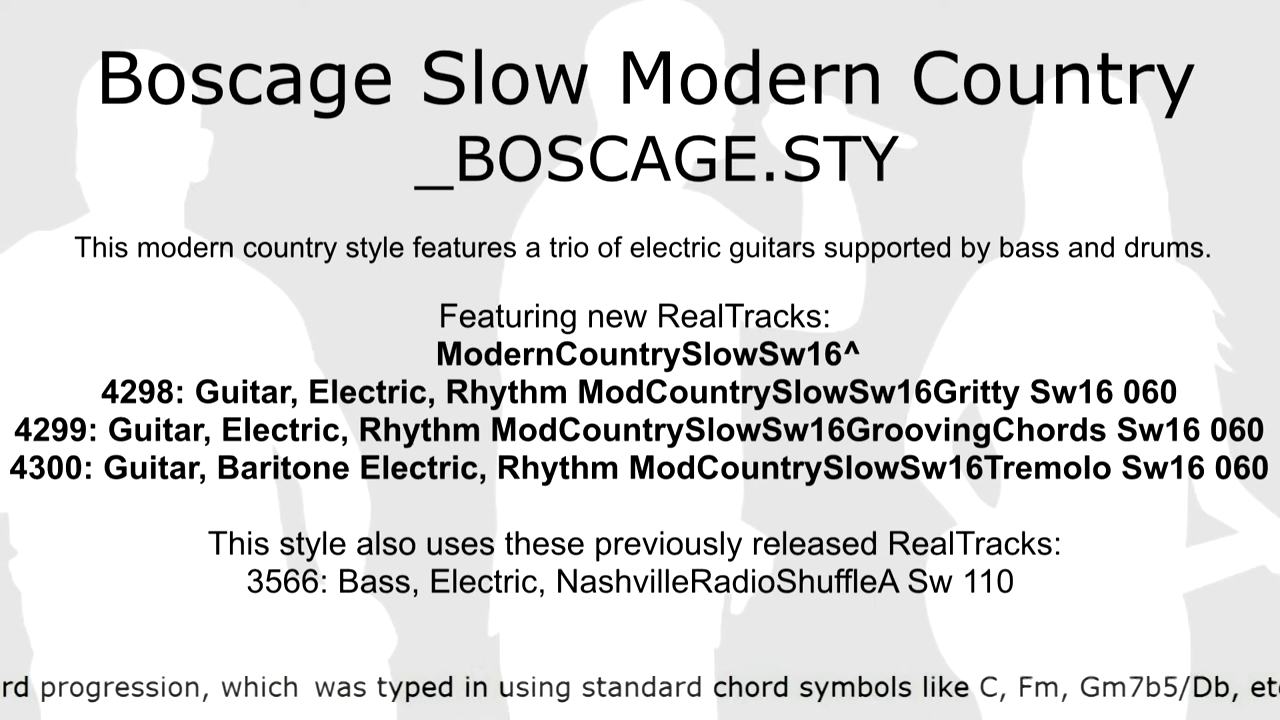 Boscage Slow Modern Country
_BOSCAGE.STY
This modern country style features a trio of electric guitars supported by bass and drums.
Featuring new RealTracks:
ModernCountrySlowSw16^
4298: Guitar, Electric, Rhythm ModCountrySlowSw16Gritty Sw16 060
4299: Guitar, Electric, Rhythm ModCountrySlowSw16GroovingChords Sw16 060
4300: Guitar, Baritone Electric, Rhythm ModCountrySlowSw16Tremolo Sw16 060
This style also uses these previously released RealTracks:
3566: Bass, Electric, NashvilleRadioShuffleA Sw 110
progression, which was typed in using standard chord symbols like C, Fm, Gm7b5/Db,